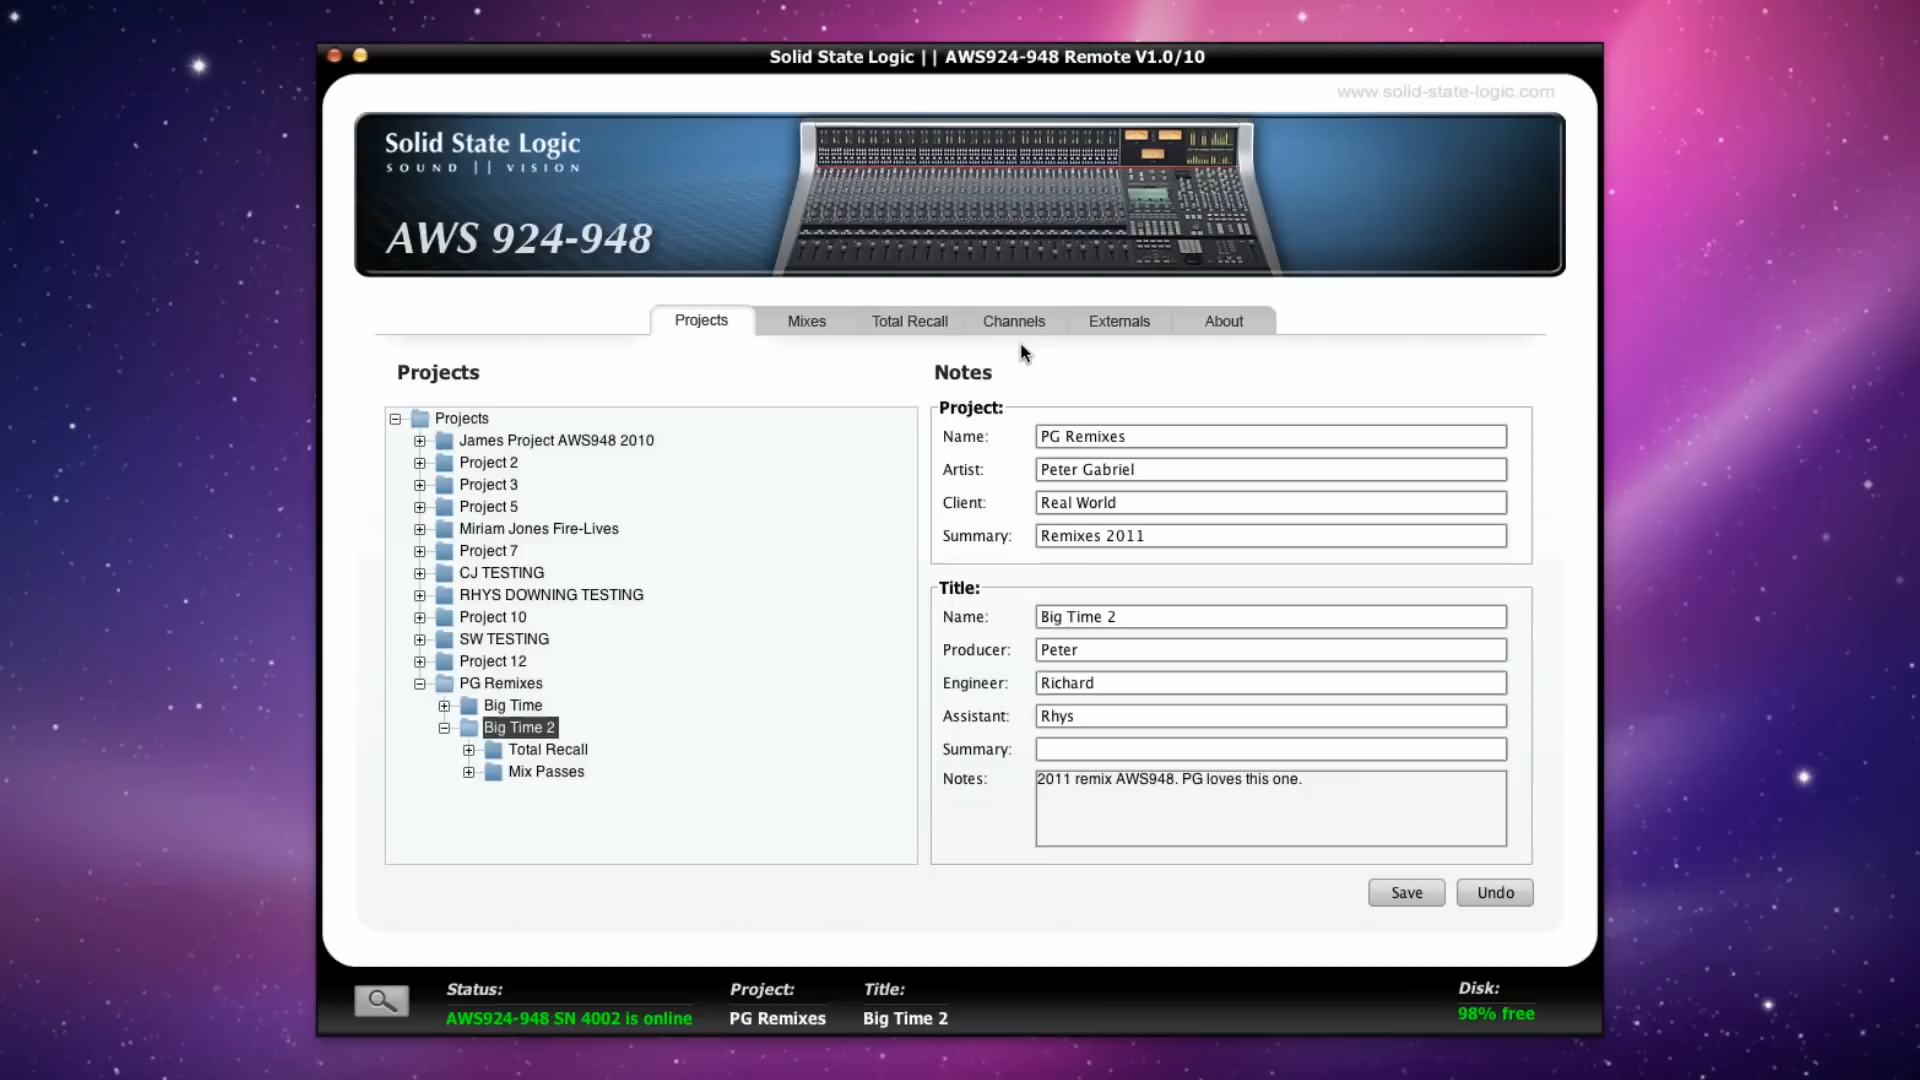 Solid State Logic || AWS924-948 Remote V1.0/10
www.solid-state-logic.com
Solid State Logic
SOUND || VISION
AWS 924-948
Projects Mixes Total Recall Channels Externals About
Projects
Projects
James Project AWS948 2010
Project 2
Project 3
Project 5
Miriam Jones Fire-Lives
Project 7
CJ TESTING
RHYS DOWNING TESTING
Project 10
SW TESTING
Project 12
PG Remixes
Big Time
Big Time 2
Total Recall
Mix Passes
Notes
Project:
Name: PG Remixes
Artist: Peter Gabriel
Client: Real World
Summary: Remixes 2011
Title:
Name: Big Time 2
Producer: Peter
Engineer: Richard
Assistant: Rhys
Summary:
Notes: 2011 remix AWS948. PG loves this one.
Save Undo
Status: Project: Title: Disk:
AWS924-948 SN 4002 is online PG Remixes Big Time 2 98% free